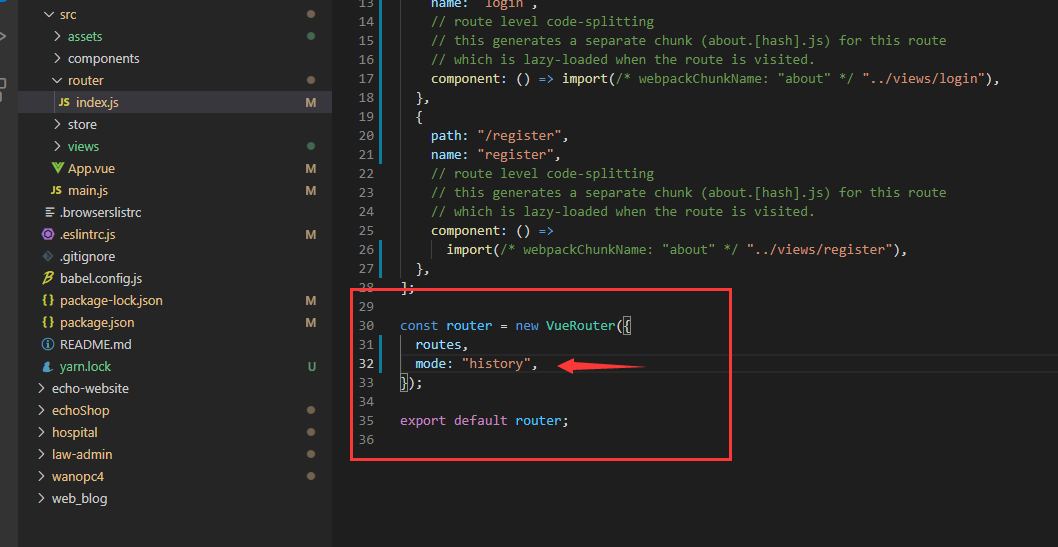 src
assets
components
router
JS index.js M
store
views
App.vue M
JS main.js M
.browserslistrc
.eslintrc.js M
.gitignore
babel.config.js
{} package-lock.json M
{} package.json M
README.md
yarn.lock U
echo-website
echoShop
hospital
law-admin
wanopc4
web_blog
13 name: "login",
14 // route level code-splitting
15 // this generates a separate chunk (about.[hash].js) for this route
16 // which is lazy-loaded when the route is visited.
17 component: () => import(/* webpackChunkName: "about" */ "../views/login"),
18 },
19 {
20 path: "/register",
21 name: "register",
22 // route level code-splitting
23 // this generates a separate chunk (about.[hash].js) for this route
24 // which is lazy-loaded when the route is visited.
25 component: () =>
26 import(/* webpackChunkName: "about" */ "../views/register"),
27 },
28 ];
29
30 const router = new VueRouter({
31 routes,
32 mode: "history",
33 });
34
35 export default router;
36